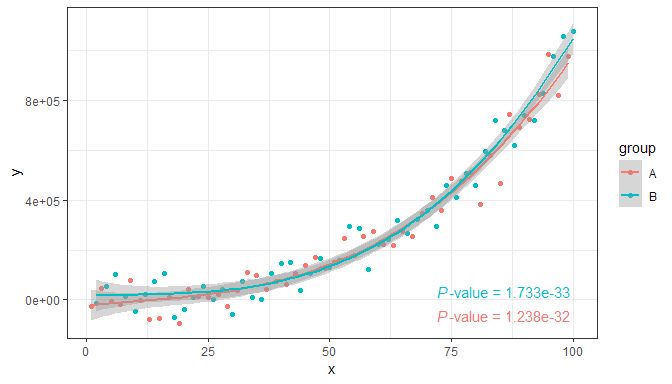 y
8e+05
4e+05
0e+00
P-value = 1.733e-33
P-value = 1.238e-32
0
25
50
75
100
x
group
A
B